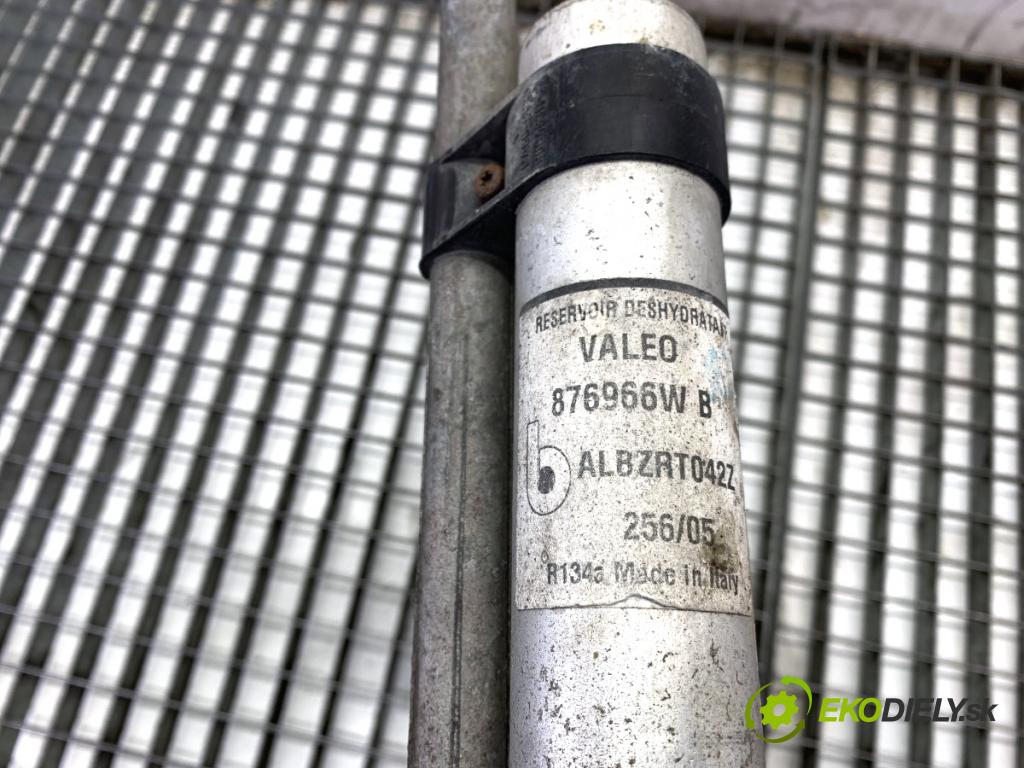 RESERVOIR DESHYDRATAN
VALEO
876966W B
b ALBZRT042Z
256/05
R134a Made in Italy
EKODIELY.sk